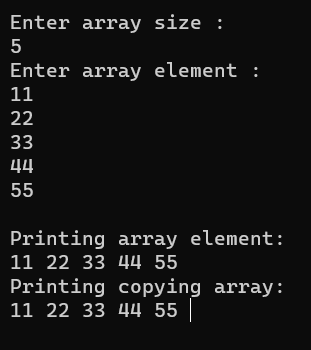 Enter array size :
5
Enter array element :
11
22
33
44
55
Printing array element:
11 22 33 44 55
Printing copying array:
11 22 33 44 55